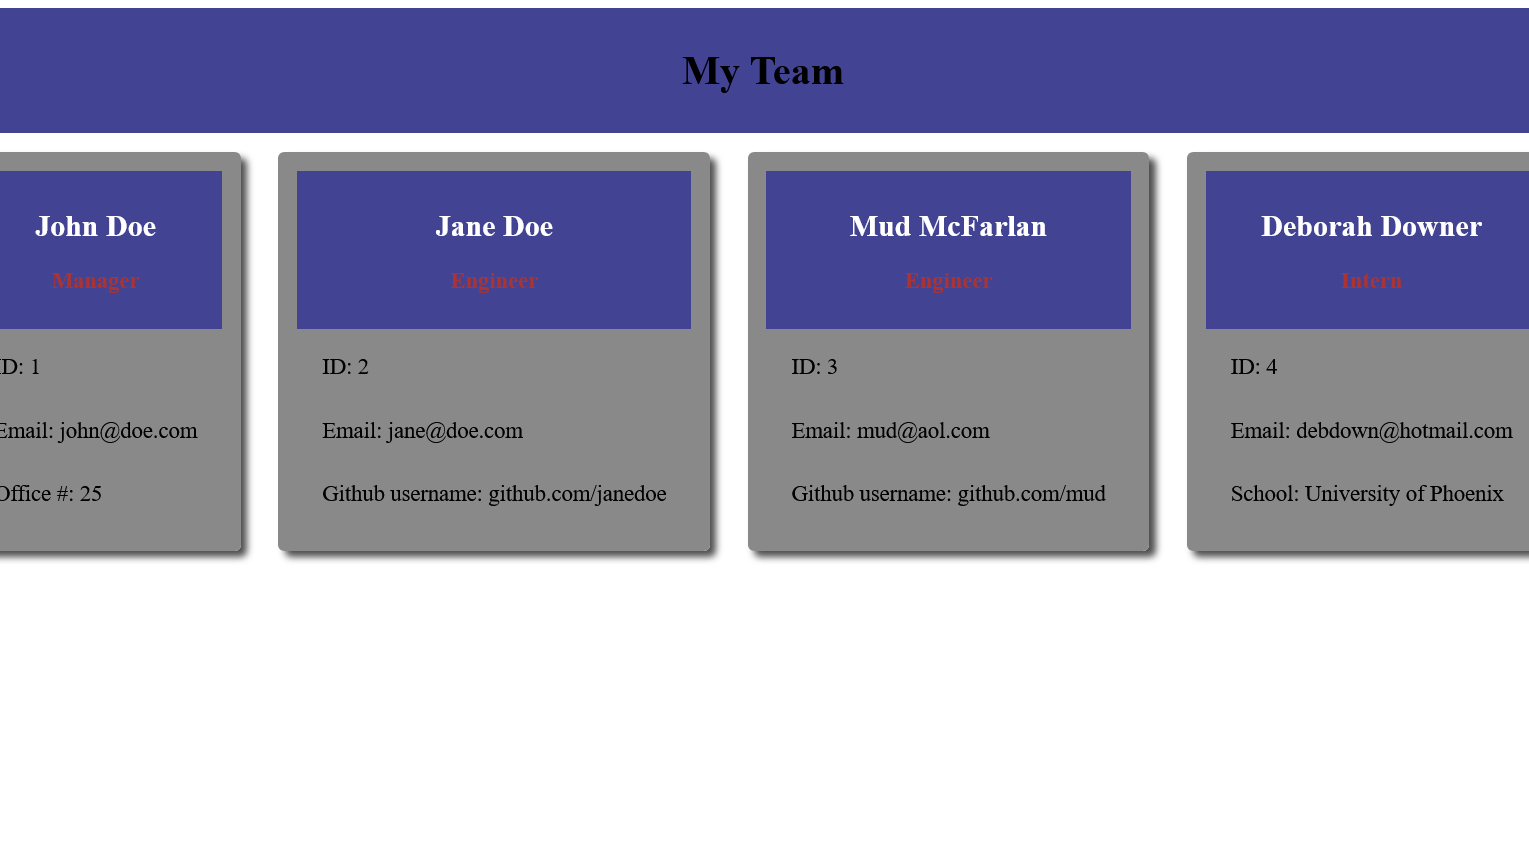 My Team
John Doe
Manager
ID: 1
Email: john@doe.com
Office #: 25
Jane Doe
Engineer
ID: 2
Email: jane@doe.com
Github username: github.com/janedoe
Mud McFarlan
Engineer
ID: 3
Email: mud@aol.com
Github username: github.com/mud
Deborah Downer
Intern
ID: 4
Email: debdown@hotmail.com
School: University of Phoenix